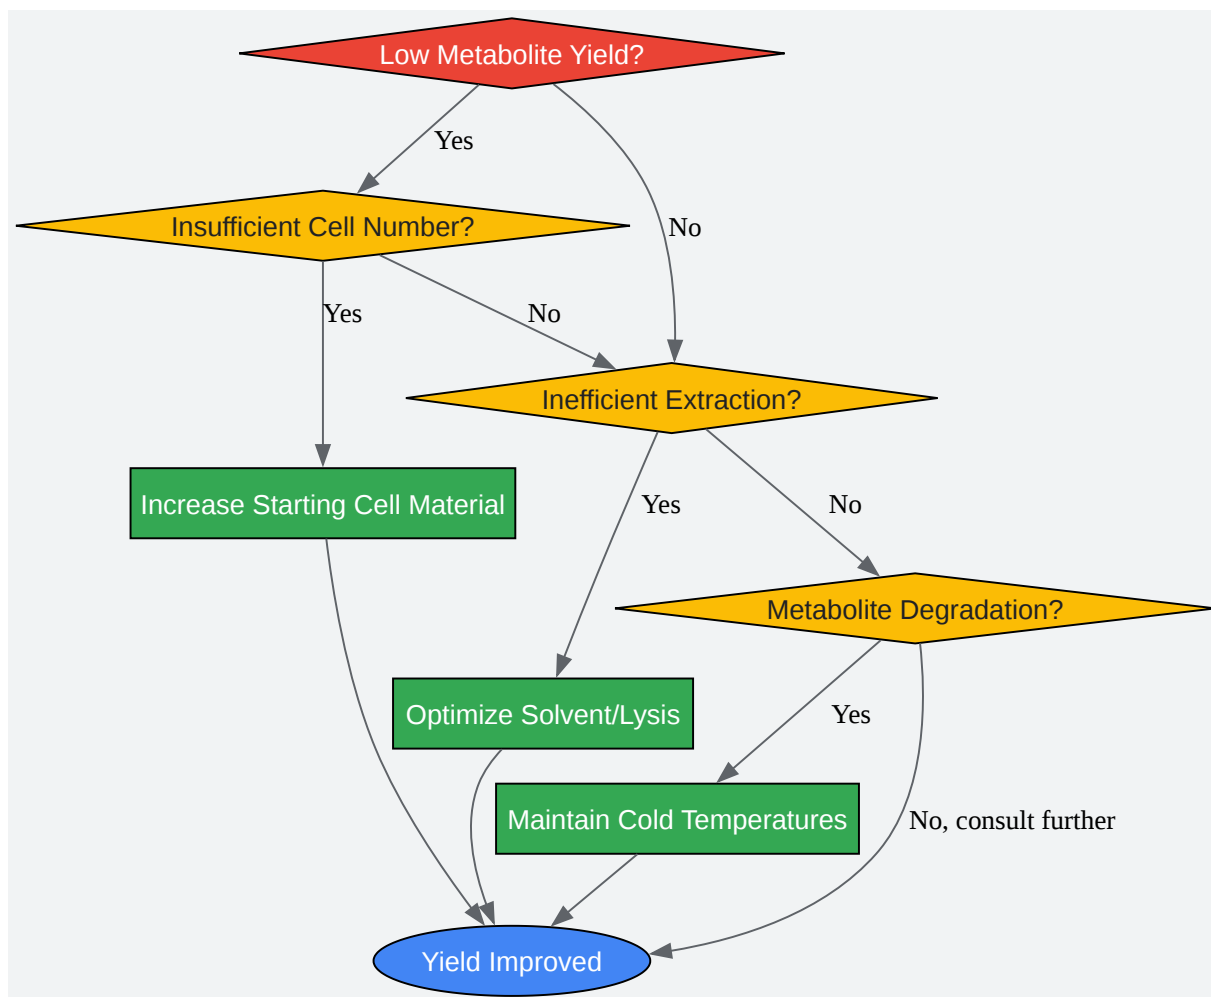 Low Metabolite Yield?
Yes
Insufficient Cell Number?
No
Yes
No
Inefficient Extraction?
Increase Starting Cell Material
Yes
No
Metabolite Degradation?
Optimize Solvent/Lysis
Yes
Maintain Cold Temperatures
No, consult further
Yield Improved